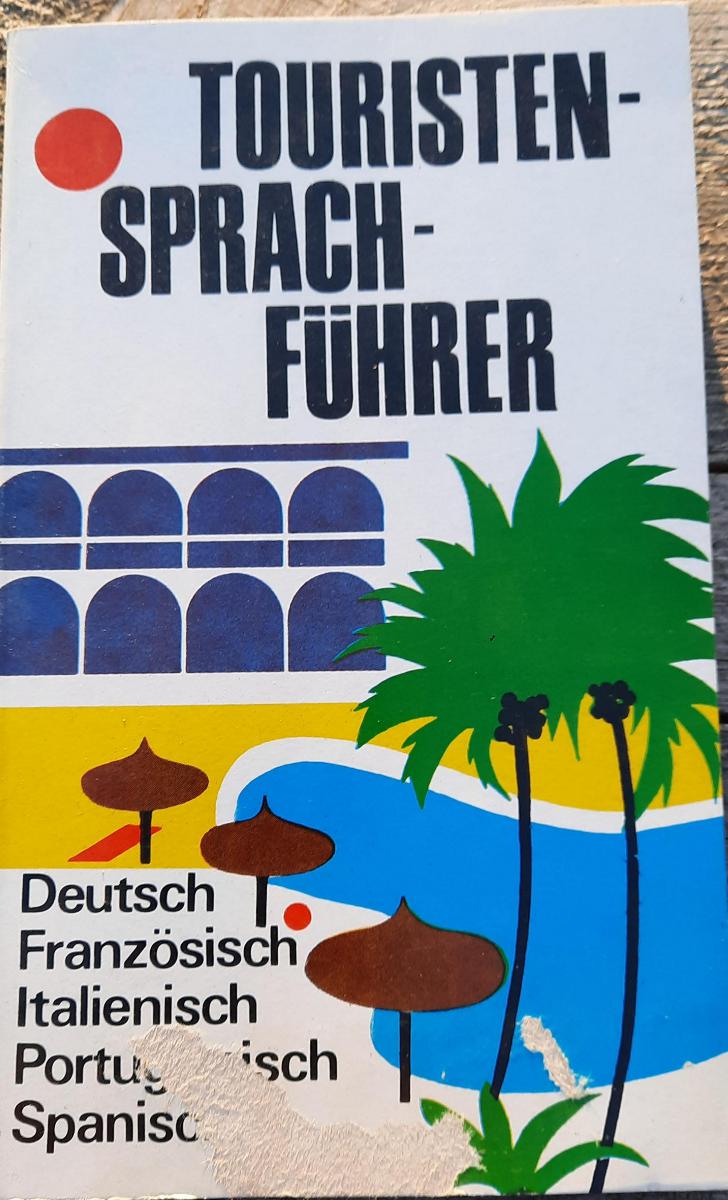 TOURISTEN-
SPRACH-
FÜHRER
Deutsch
Französisch
Italienisch